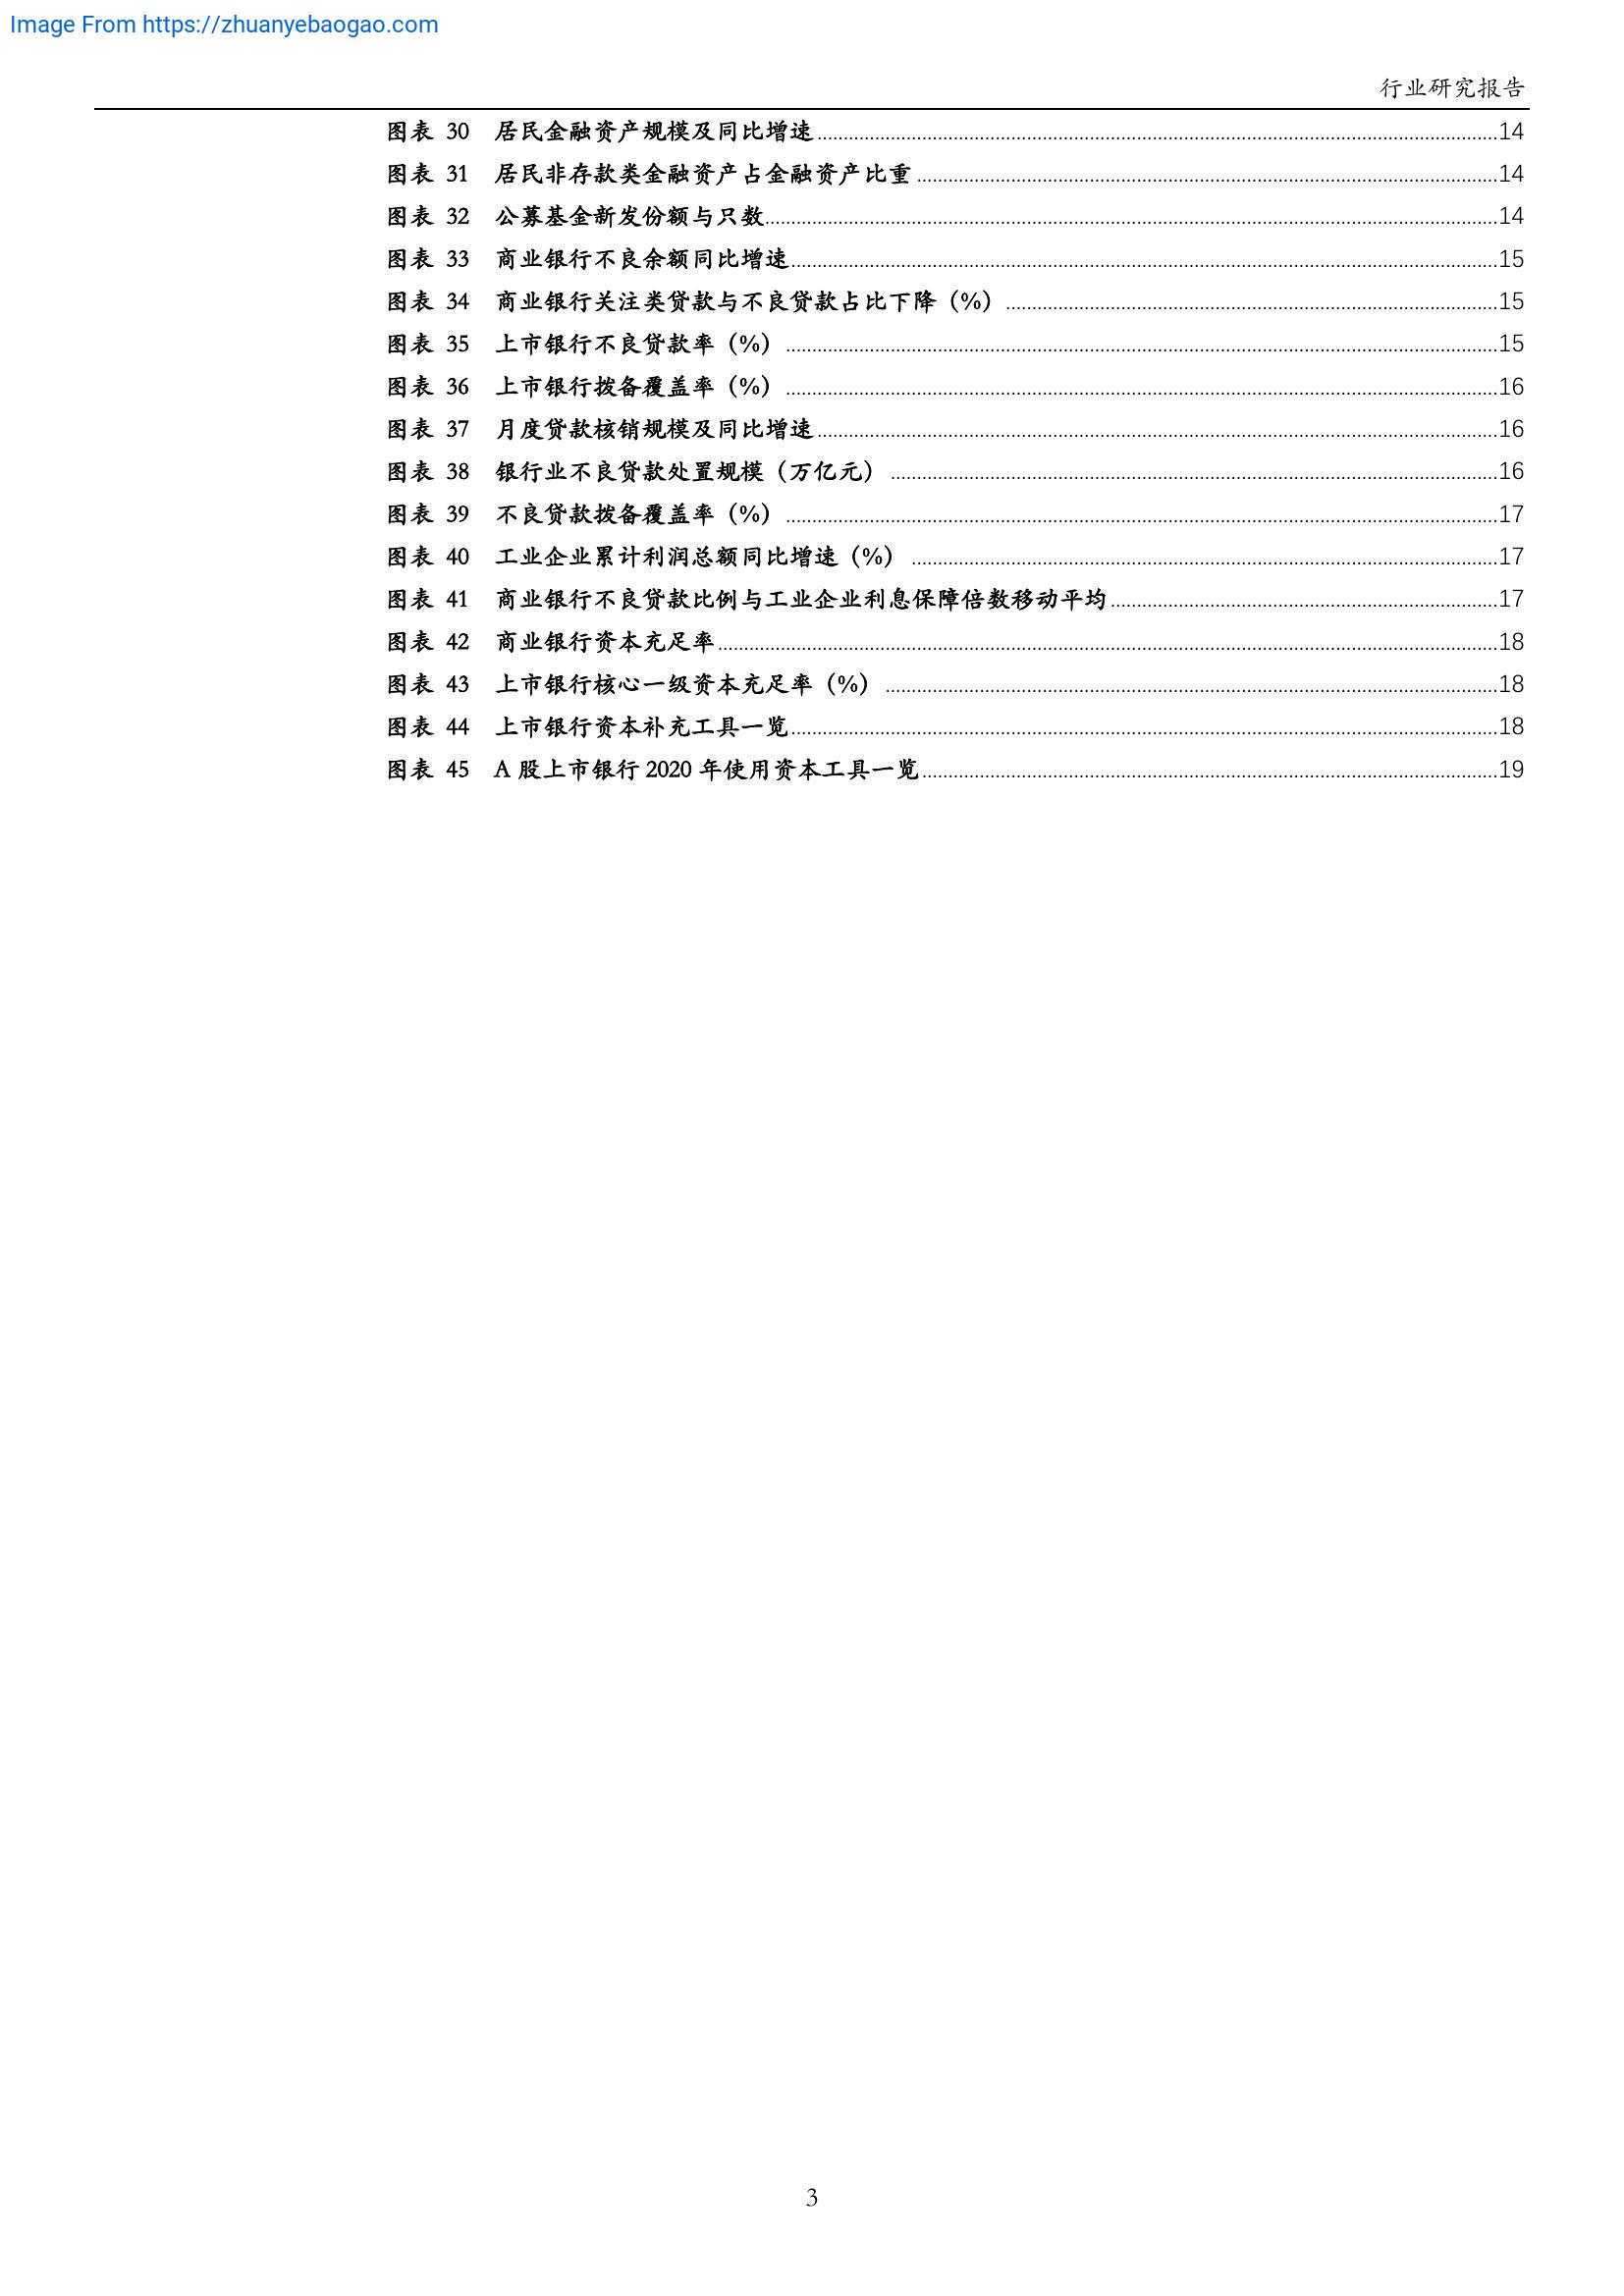 Image From https://zhuanyebaogao.com
行业研究报告
图表 30 居民金融资产规模及同比增速........14
图表 31 居民非存款类金融资产占金融资产比重........14
图表 32 公募基金新发份额与只数........14
图表 33 商业银行不良余额同比增速........15
图表 34 商业银行关注类贷款与不良贷款占比下降（%）........15
图表 35 上市银行不良贷款率（%）........15
图表 36 上市银行拨备覆盖率（%）........16
图表 37 月度贷款核销规模及同比增速........16
图表 38 银行业不良贷款处置规模（万亿元）........16
图表 39 不良贷款拨备覆盖率（%）........17
图表 40 工业企业累计利润总额同比增速（%）........17
图表 41 商业银行不良贷款比例与工业企业利息保障倍数移动平均........17
图表 42 商业银行资本充足率........18
图表 43 上市银行核心一级资本充足率（%）........18
图表 44 上市银行资本补充工具一览........18
图表 45 A 股上市银行 2020 年使用资本工具一览........19
3